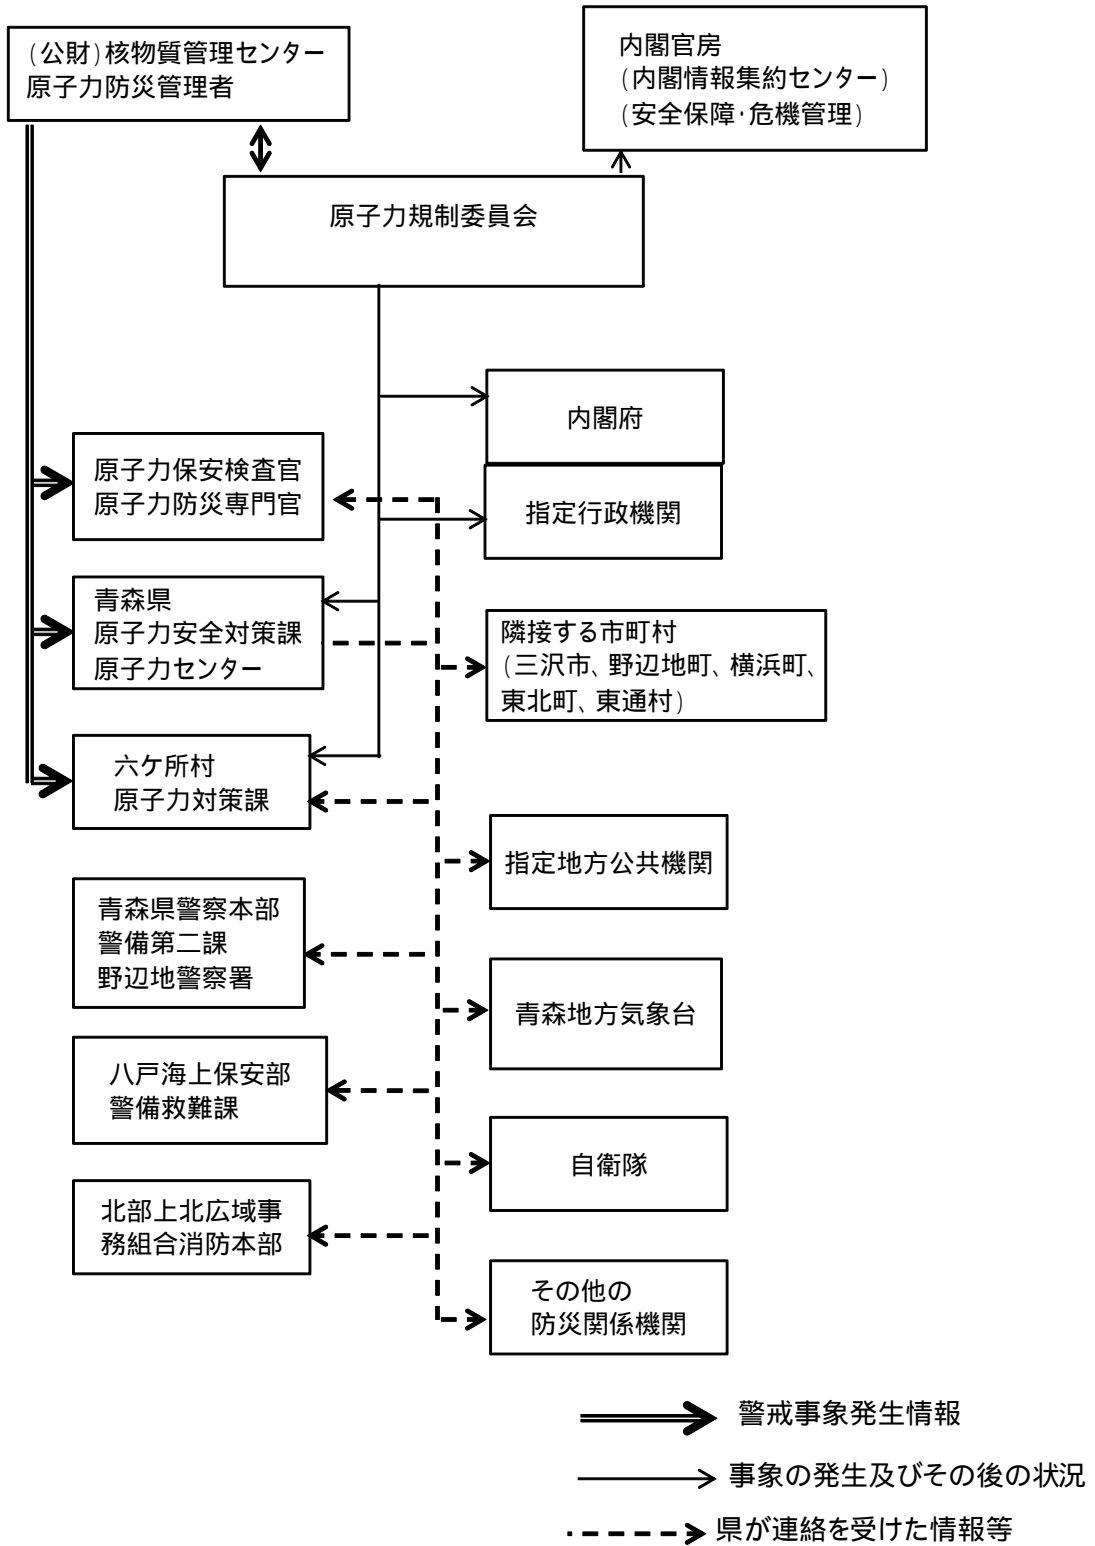 (公財)核物質管理センター
原子力防災管理者
内閣官房
(内閣情報集約センター)
(安全保障・危機管理)
原子力規制委員会
内閣府
原子力保安検査官
原子力防災専門官
指定行政機関
青森県
原子力安全対策課
原子力センター
隣接する市町村
(三沢市、野辺地町、横浜町、
東北町、東通村)
六ケ所村
原子力対策課
指定地方公共機関
青森県警察本部
警備第二課
野辺地警察署
青森地方気象台
八戸海上保安部
警備救難課
自衛隊
北部上北広域事
務組合消防本部
その他の
防災関係機関
警戒事象発生情報
事象の発生及びその後の状況
県が連絡を受けた情報等